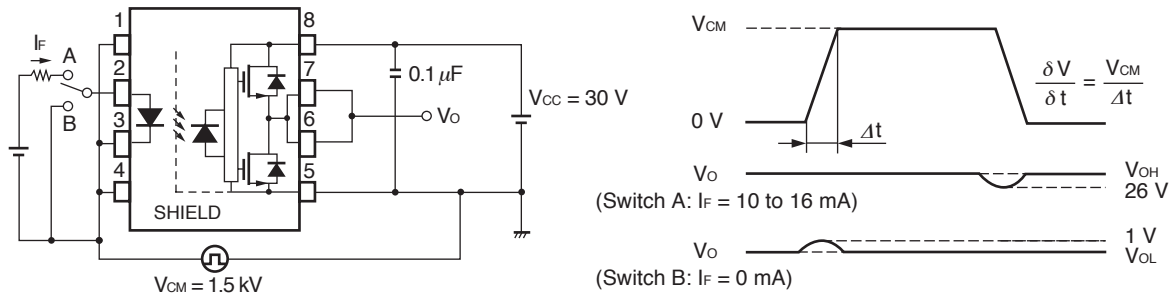 1
2
3
4
8
7
6
5
IF
A
B
SHIELD
0.1 μF
VO
VCC = 30 V
VCM = 1.5 kV
VCM
0 V
Δt
δV/δt = VCM/Δt
VO
(Switch A: IF = 10 to 16 mA)
VOH
26 V
VO
(Switch B: IF = 0 mA)
1 V
VOL